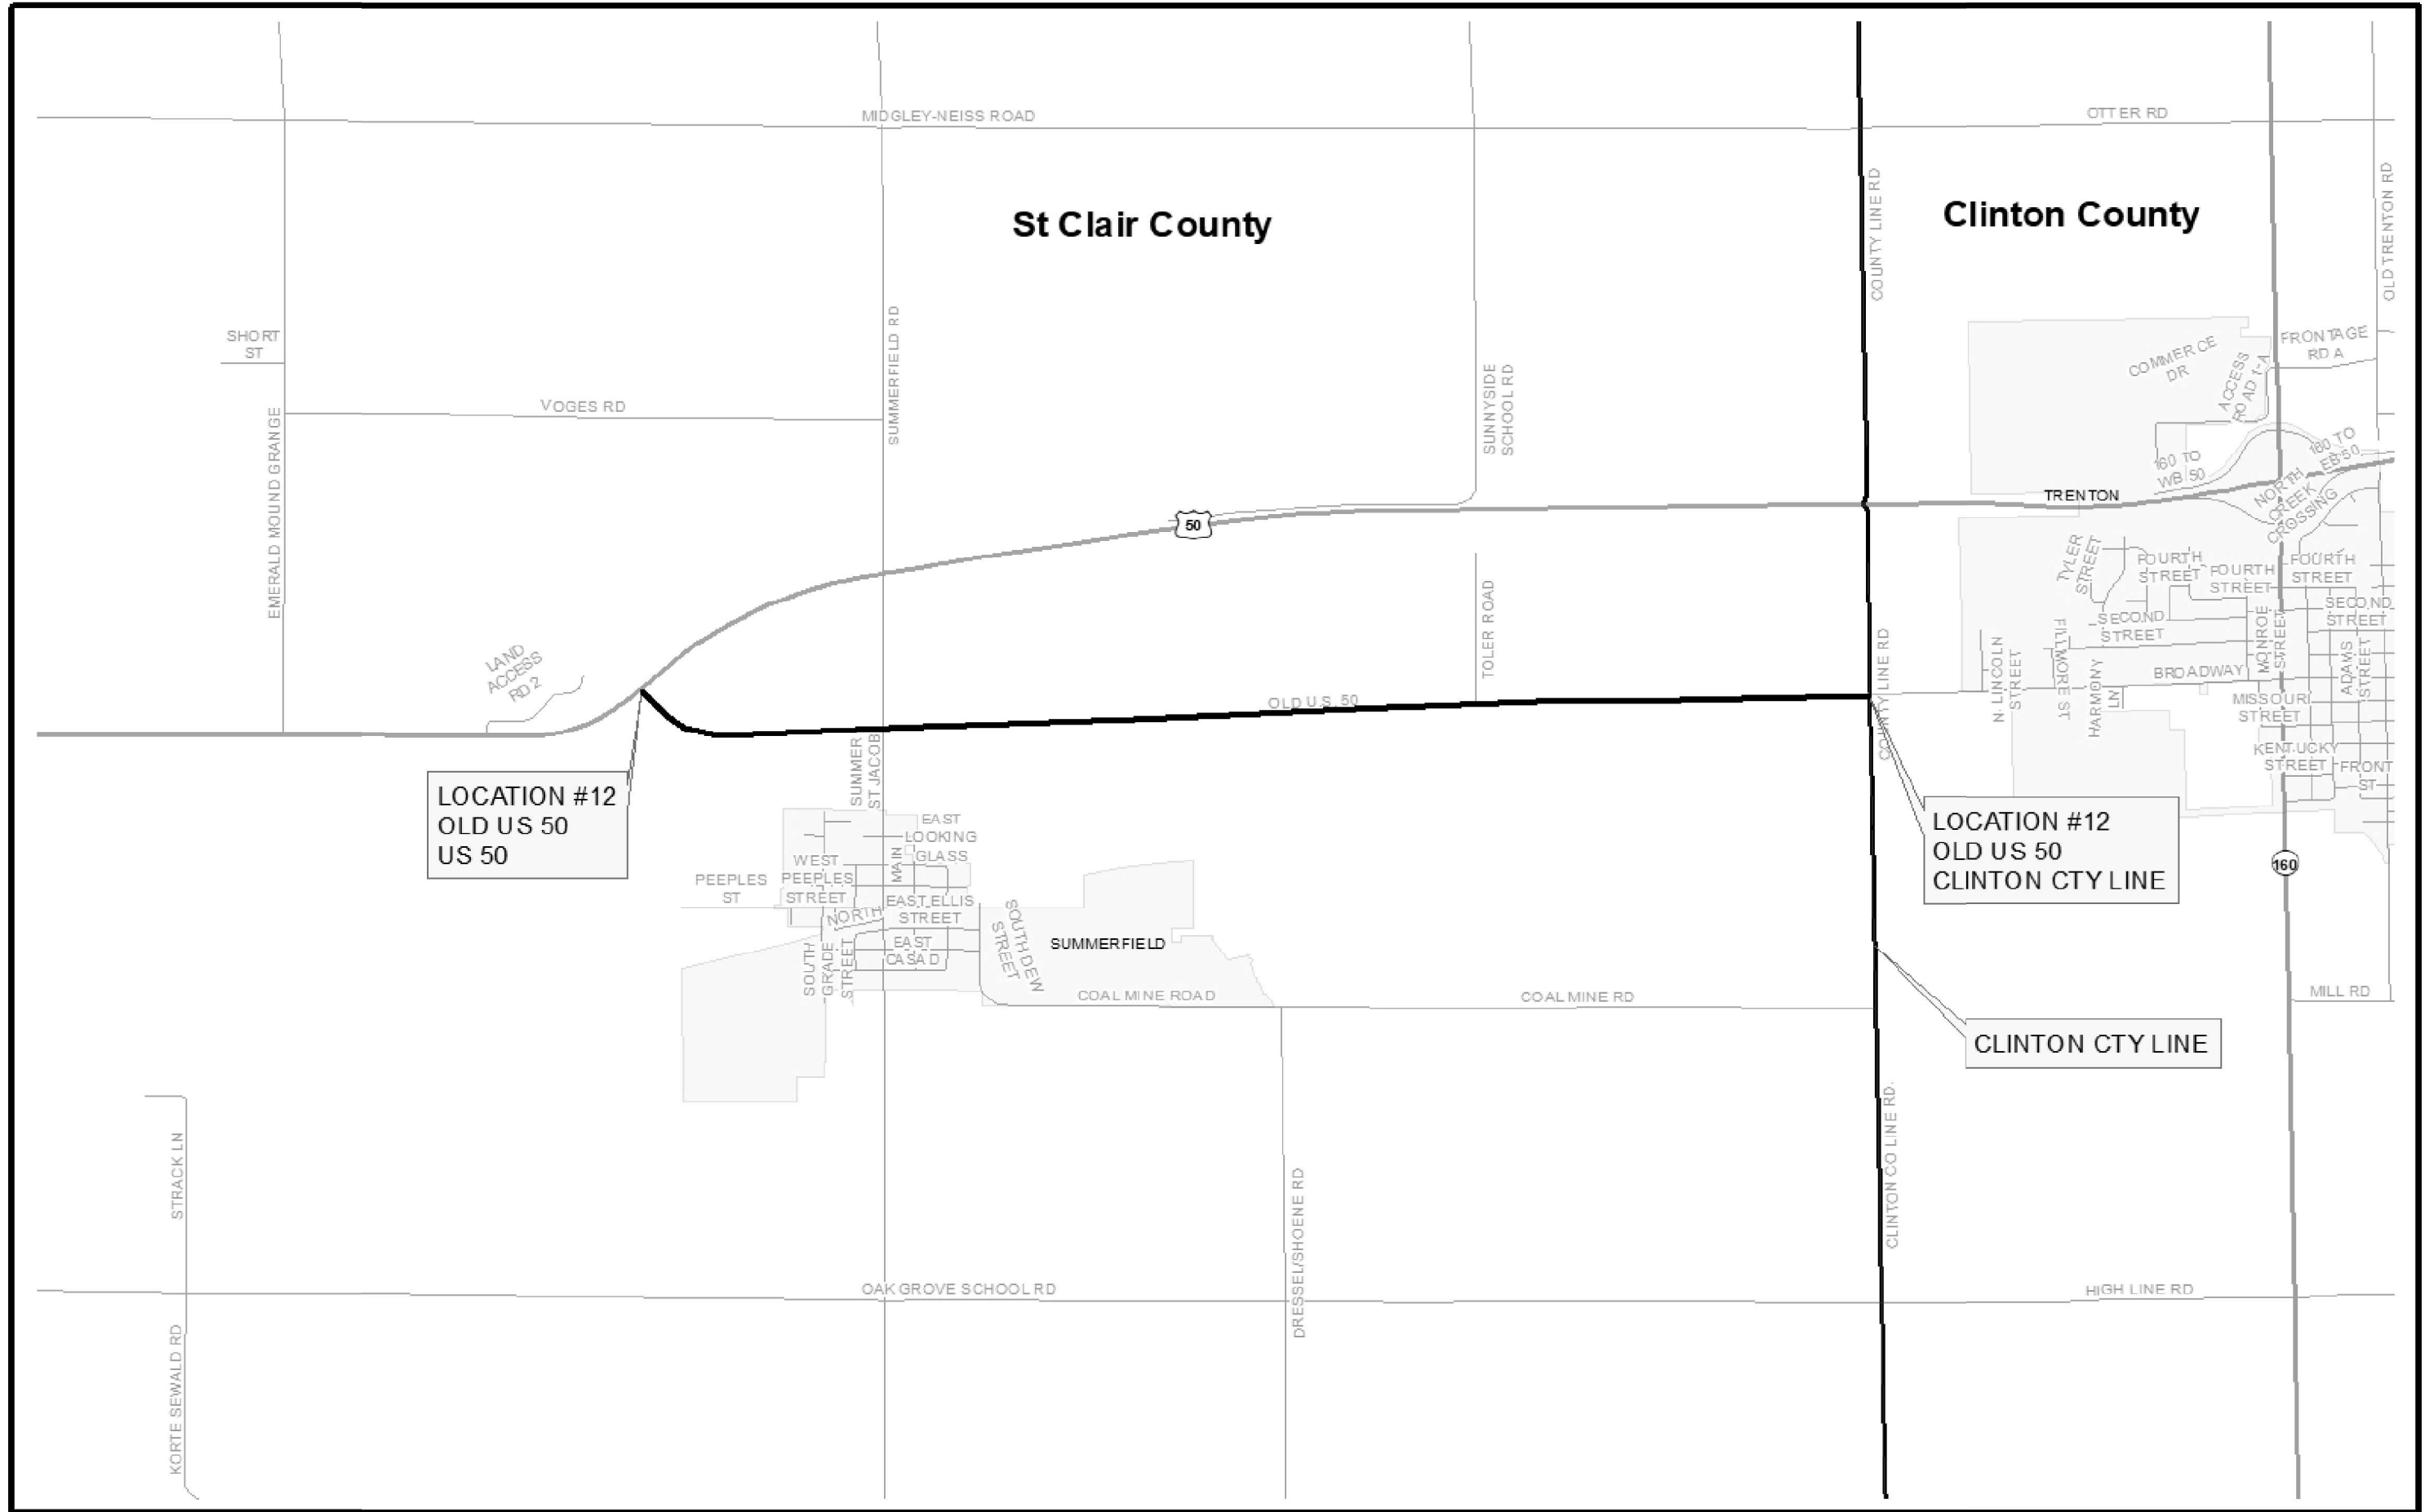 MIDGLEY-NEISS ROAD
OTTER RD
St Clair County
Clinton County
COUNTY LINE RD
OLD TRENTON RD
SHORT
ST
SUMMERFIELD RD
VOGES RD
EMERALD MOUND GRANGE
SUNNYSIDE
SCHOOL RD
COMMERCE
DR
ACCESS
ROAD 1-A
FRONTAGE
RD A
160 TO
WB 50
160 TO
EB 50
NORTH
CREEK
CROSSING
TRENTON
50
TYLER
STREET
FOURTH
STREET
FOURTH
STREET
FOURTH
STREET
SECOND
STREET
SECOND
STREET
TOLER ROAD
COUNTY LINE RD
N LINCOLN
STREET
FILLMORE ST
HARMONY
LN
BROADWAY
MONROE
STREET
ADAMS
STREET
MISSOURI
STREET
KENTUCKY
STREET
FRONT
ST
LAND
ACCESS
RD 2
OLD U.S. 50
LOCATION #12
OLD US 50
US 50
LOCATION #12
OLD US 50
CLINTON CTY LINE
160
SUMMER
ST JACOB
EAST
LOOKING
GLASS
MAIN
WEST
PEEPLES
STREET
PEEPLES
ST
EAST ELLIS
STREET
NORTH
EAST
CASAD
SOUTH
GRADE
STREET
SOUTH DEW
STREET
SUMMERFIELD
COAL MINE ROAD
COAL MINE RD
MILL RD
CLINTON CTY LINE
CLINTON CO LINE RD.
STRACK LN
DRESSEL/SHOENE RD
OAK GROVE SCHOOL RD
HIGH LINE RD
KORTE SEWALD RD